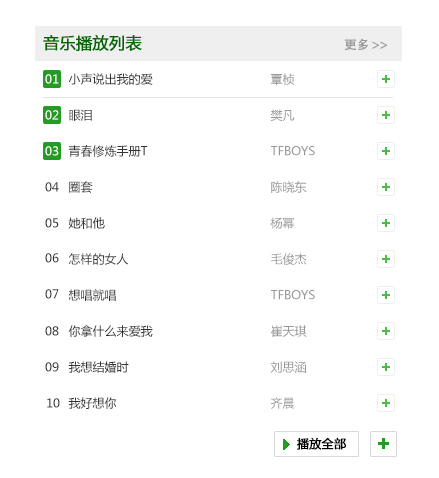 音乐播放列表 更多 >>
01 小声说出我的爱 覃桢
02 眼泪 樊凡
03 青春修炼手册T TFBOYS
04 圈套 陈晓东
05 她和他 杨幂
06 怎样的女人 毛俊杰
07 想唱就唱 TFBOYS
08 你拿什么来爱我 崔天琪
09 我想结婚时 刘思涵
10 我好想你 齐晨
播放全部